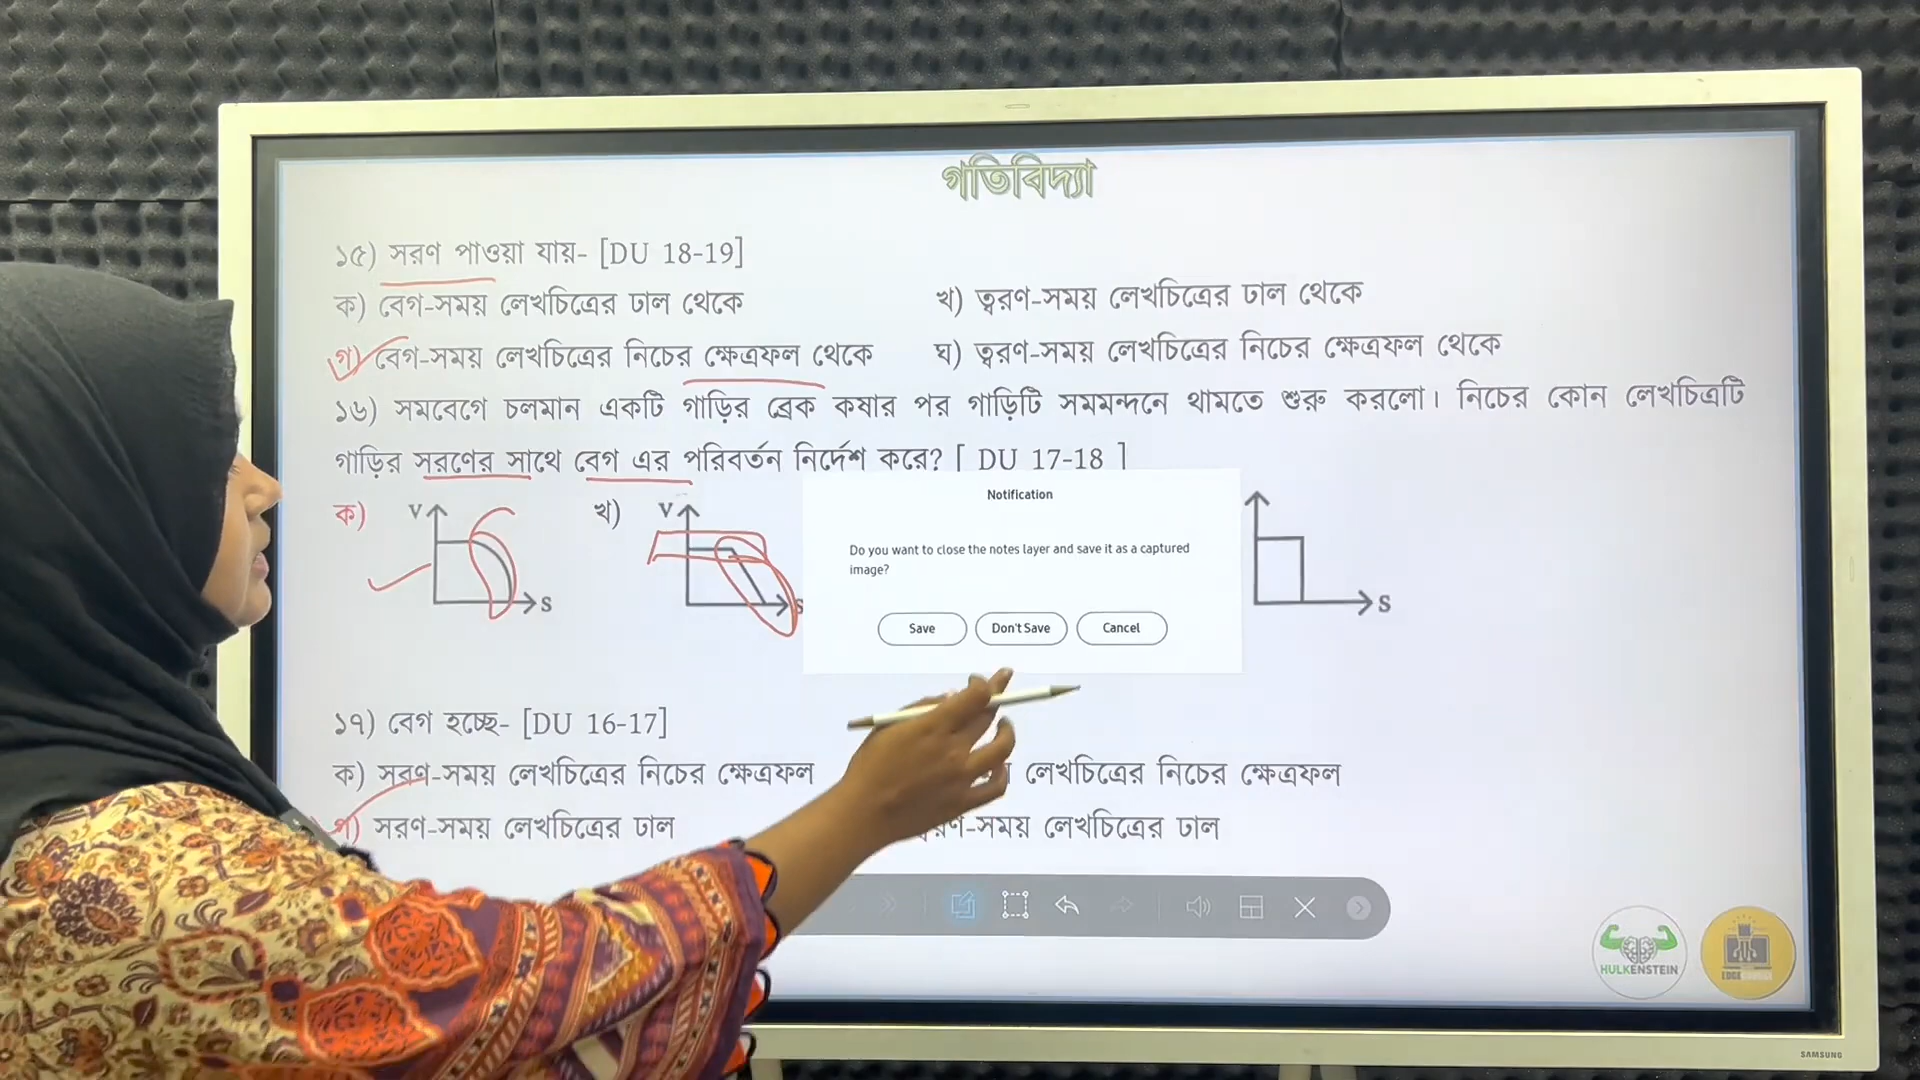 গতিবিদ্যা
১৫) সরণ পাওয়া যায়- [DU 18-19]
ক) বেগ-সময় লেখচিত্রের ঢাল থেকে
খ) ত্বরণ-সময় লেখচিত্রের ঢাল থেকে
গ) বেগ-সময় লেখচিত্রের নিচের ক্ষেত্রফল থেকে
ঘ) ত্বরণ-সময় লেখচিত্রের নিচের ক্ষেত্রফল থেকে
১৬) সমবেগে চলমান একটি গাড়ির ব্রেক কষার পর গাড়িটি সমমন্দনে থামতে শুরু করলো। নিচের কোন লেখচিত্রটি
গাড়ির সরণের সাথে বেগ এর পরিবর্তন নির্দেশ করে? [ DU 17-18 ]
ক) V S
খ) V S
S
Notification
Do you want to close the notes layer and save it as a captured
image?
Save Don't Save Cancel
১৭) বেগ হচ্ছে- [DU 16-17]
ক) সরণ-সময় লেখচিত্রের নিচের ক্ষেত্রফল
লেখচিত্রের নিচের ক্ষেত্রফল
গ) সরণ-সময় লেখচিত্রের ঢাল
ত্বরণ-সময় লেখচিত্রের ঢাল
HULKENSTEIN
SAMSUNG